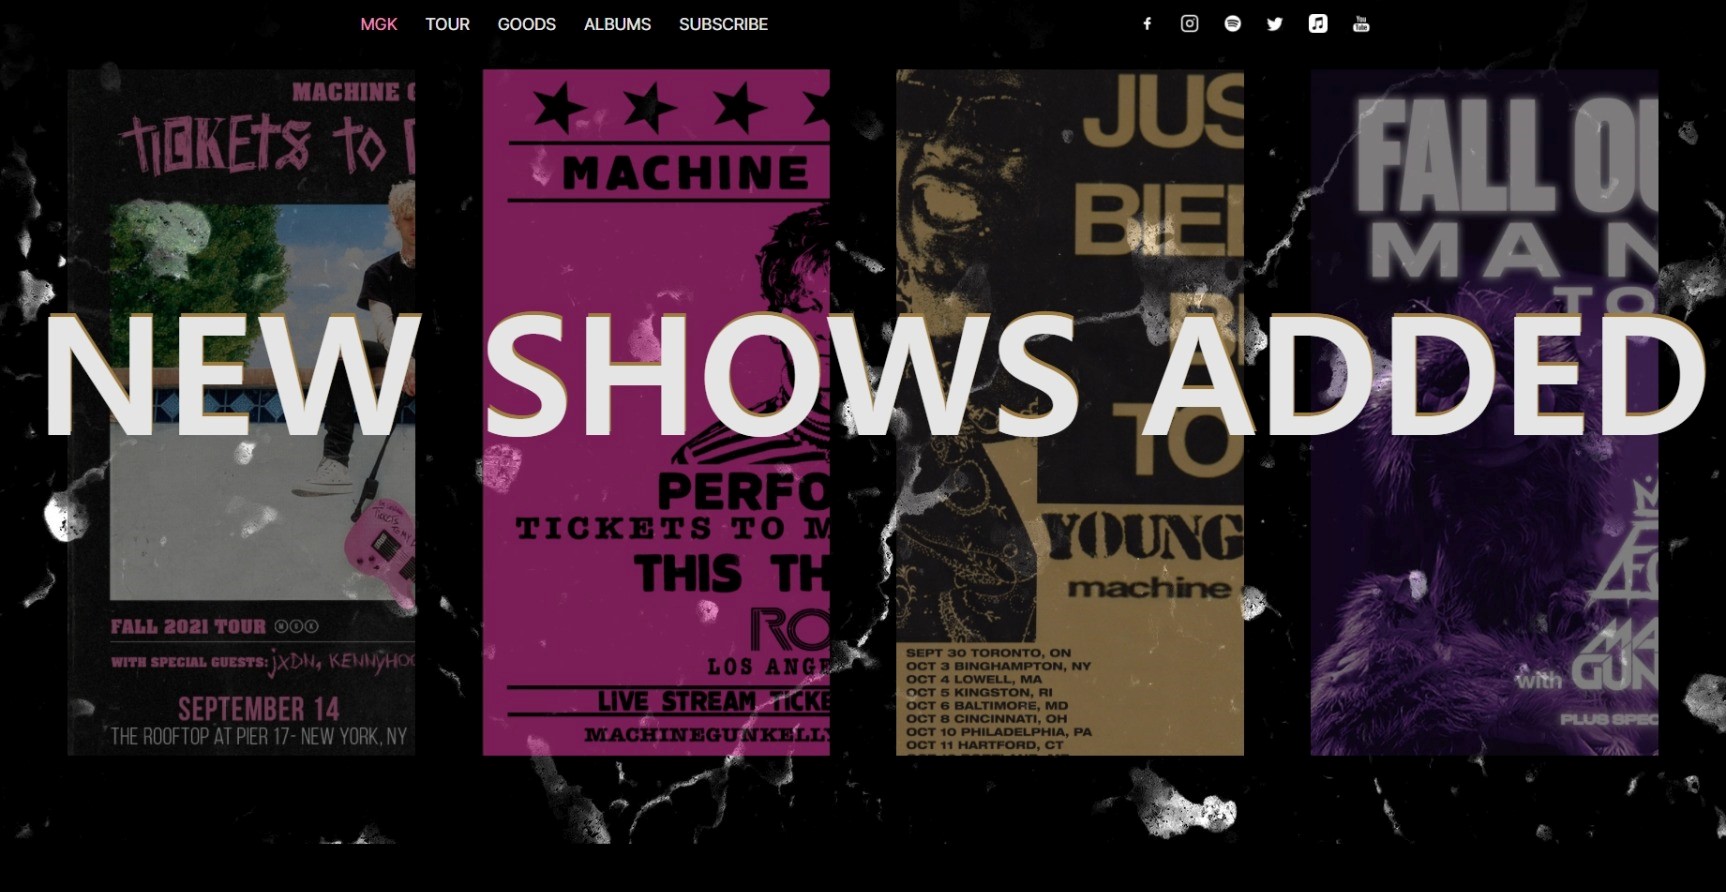 MGK TOUR GOODS ALBUMS SUBSCRIBE
NEW SHOWS ADDED
MACHINE
TICKETS TO
FALL 2021 TOUR MGK
WITH SPECIAL GUESTS: jXDN, KENNYHOO
SEPTEMBER 14
THE ROOFTOP AT PIER 17- NEW YORK, NY
MACHINE
PERFO
TICKETS TO M
THIS TH
RO
LOS ANGE
LIVE STREAM TICKE
MACHINEGUNKELLY
JUS
BIE
TO
YOUNG
machine
SEPT 30 TORONTO, ON
OCT 3 BINGHAMPTON, NY
OCT 4 LOWELL, MA
OCT 5 KINGSTON, RI
OCT 6 BALTIMORE, MD
OCT 8 CINCINNATI, OH
OCT 10 PHILADELPHIA, PA
OCT 11 HARTFORD, CT
FALL OU
MAN
TO
with
GUN
PLUS SPEC